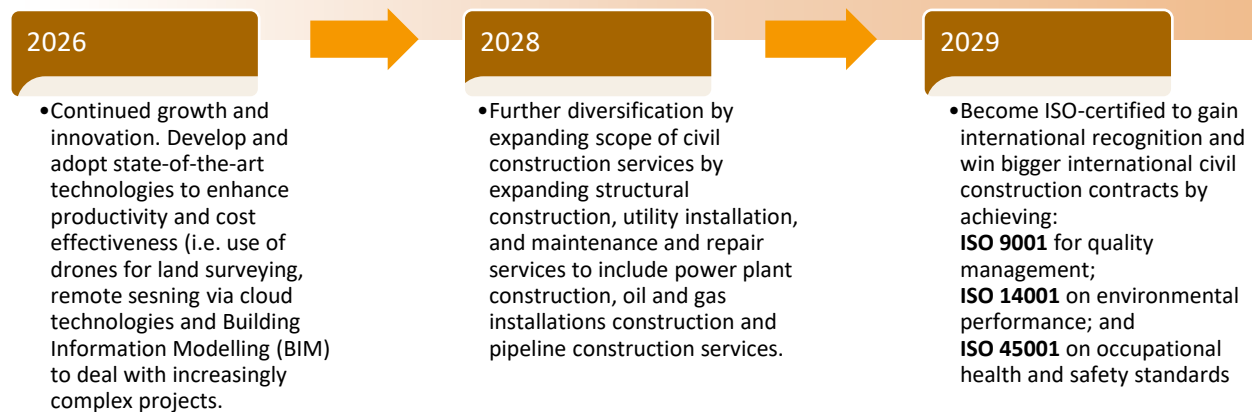 2026
•Continued growth and
innovation. Develop and
adopt state-of-the-art
technologies to enhance
productivity and cost
effectiveness (i.e. use of
drones for land surveying,
remote sesning via cloud
technologies and Building
Information Modelling (BIM)
to deal with increasingly
complex projects.
2028
•Further diversification by
expanding scope of civil
construction services by
expanding structural
construction, utility installation,
and maintenance and repair
services to include power plant
construction, oil and gas
installations construction and
pipeline construction services.
2029
•Become ISO-certified to gain
international recognition and
win bigger international civil
construction contracts by
achieving:
ISO 9001 for quality
management;
ISO 14001 on environmental
performance; and
ISO 45001 on occupational
health and safety standards